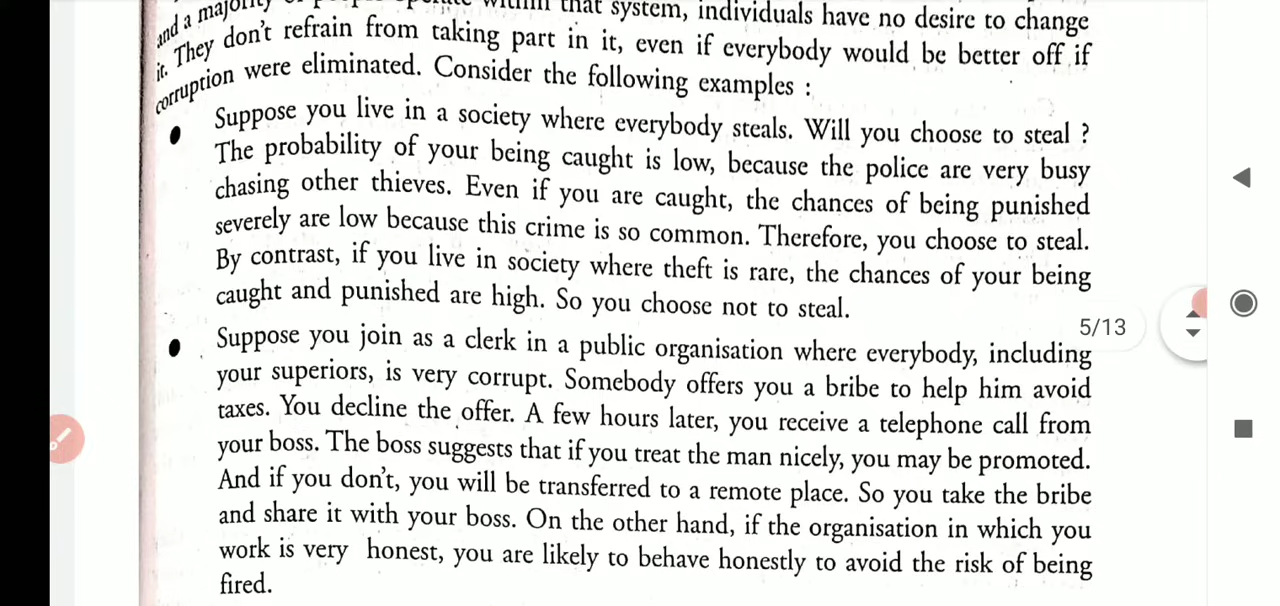 and a majority of people operate within that system, individuals have no desire to change
it. They don't refrain from taking part in it, even if everybody would be better off if
corruption were eliminated. Consider the following examples :
Suppose you live in a society where everybody steals. Will you choose to steal ?
The probability of your being caught is low, because the police are very busy
chasing other thieves. Even if you are caught, the chances of being punished
severely are low because this crime is so common. Therefore, you choose to steal.
By contrast, if you live in society where theft is rare, the chances of your being
caught and punished are high. So you choose not to steal.
5/13
Suppose you join as a clerk in a public organisation where everybody, including
your superiors, is very corrupt. Somebody offers you a bribe to help him avoid
taxes. You decline the offer. A few hours later, you receive a telephone call from
your boss. The boss suggests that if you treat the man nicely, you may be promoted.
And if you don't, you will be transferred to a remote place. So you take the bribe
and share it with your boss. On the other hand, if the organisation in which you
work is very honest, you are likely to behave honestly to avoid the risk of being
fired.